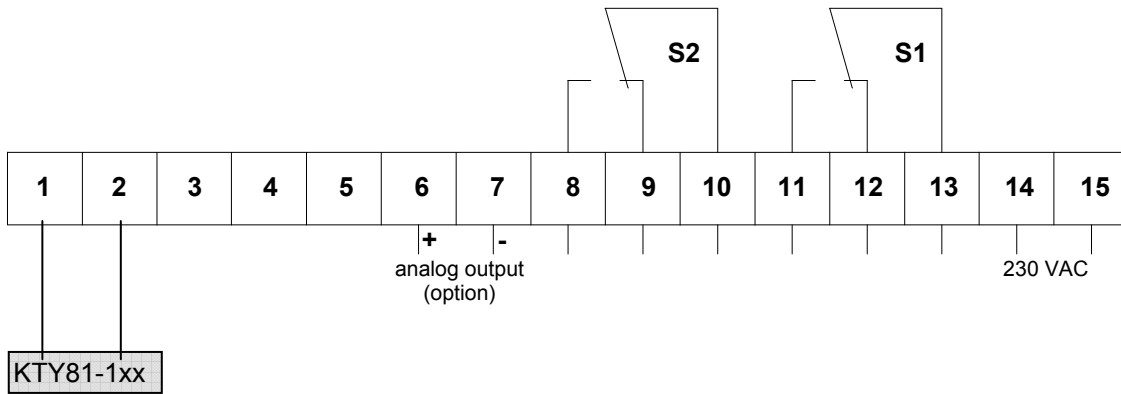 S2 S1
1 2 3 4 5 6 7 8 9 10 11 12 13 14 15
+ -
analog output 230 VAC
(option)
KTY81-1xx